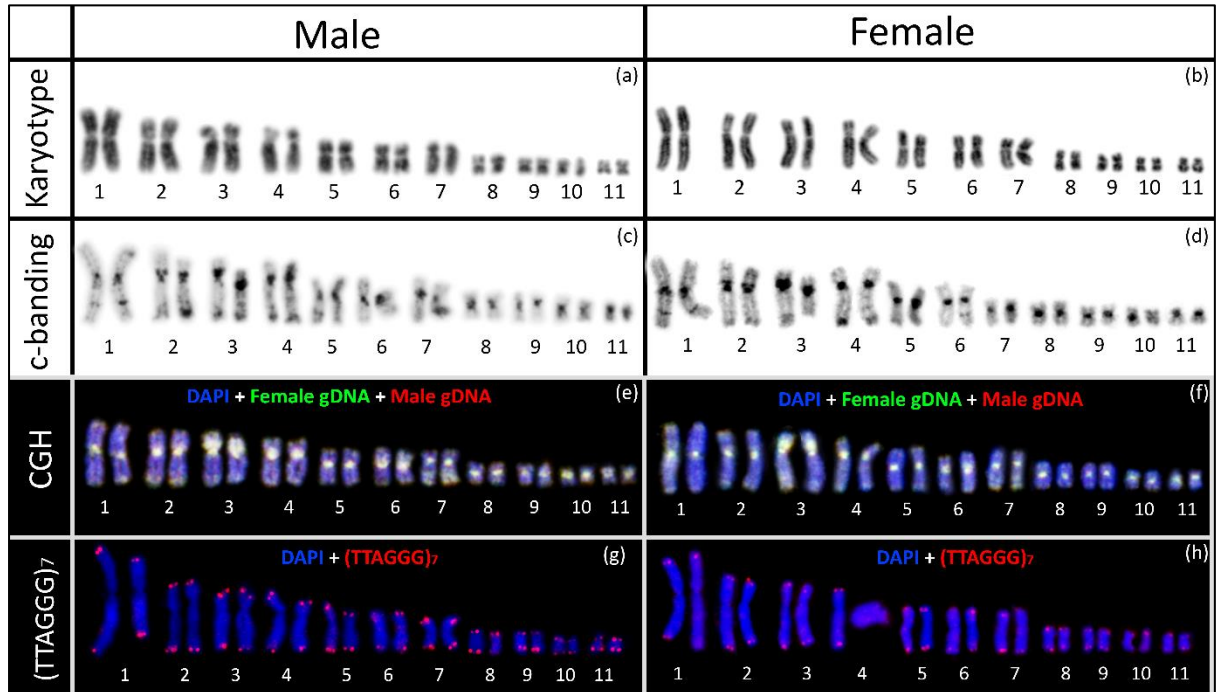 Male
Female
Karyotype
(a)
1 2 3 4 5 6 7 8 9 10 11
(b)
1 2 3 4 5 6 7 8 9 10 11
c-banding
(c)
1 2 3 4 5 6 7 8 9 10 11
(d)
1 2 3 4 5 6 7 8 9 10 11
CGH
DAPI + Female gDNA + Male gDNA (e)
1 2 3 4 5 6 7 8 9 10 11
DAPI + Female gDNA + Male gDNA (f)
1 2 3 4 5 6 7 8 9 10 11
(TTAGGG)₇
DAPI + (TTAGGG)₇ (g)
1 2 3 4 5 6 7 8 9 10 11
DAPI + (TTAGGG)₇ (h)
1 2 3 4 5 6 7 8 9 10 11